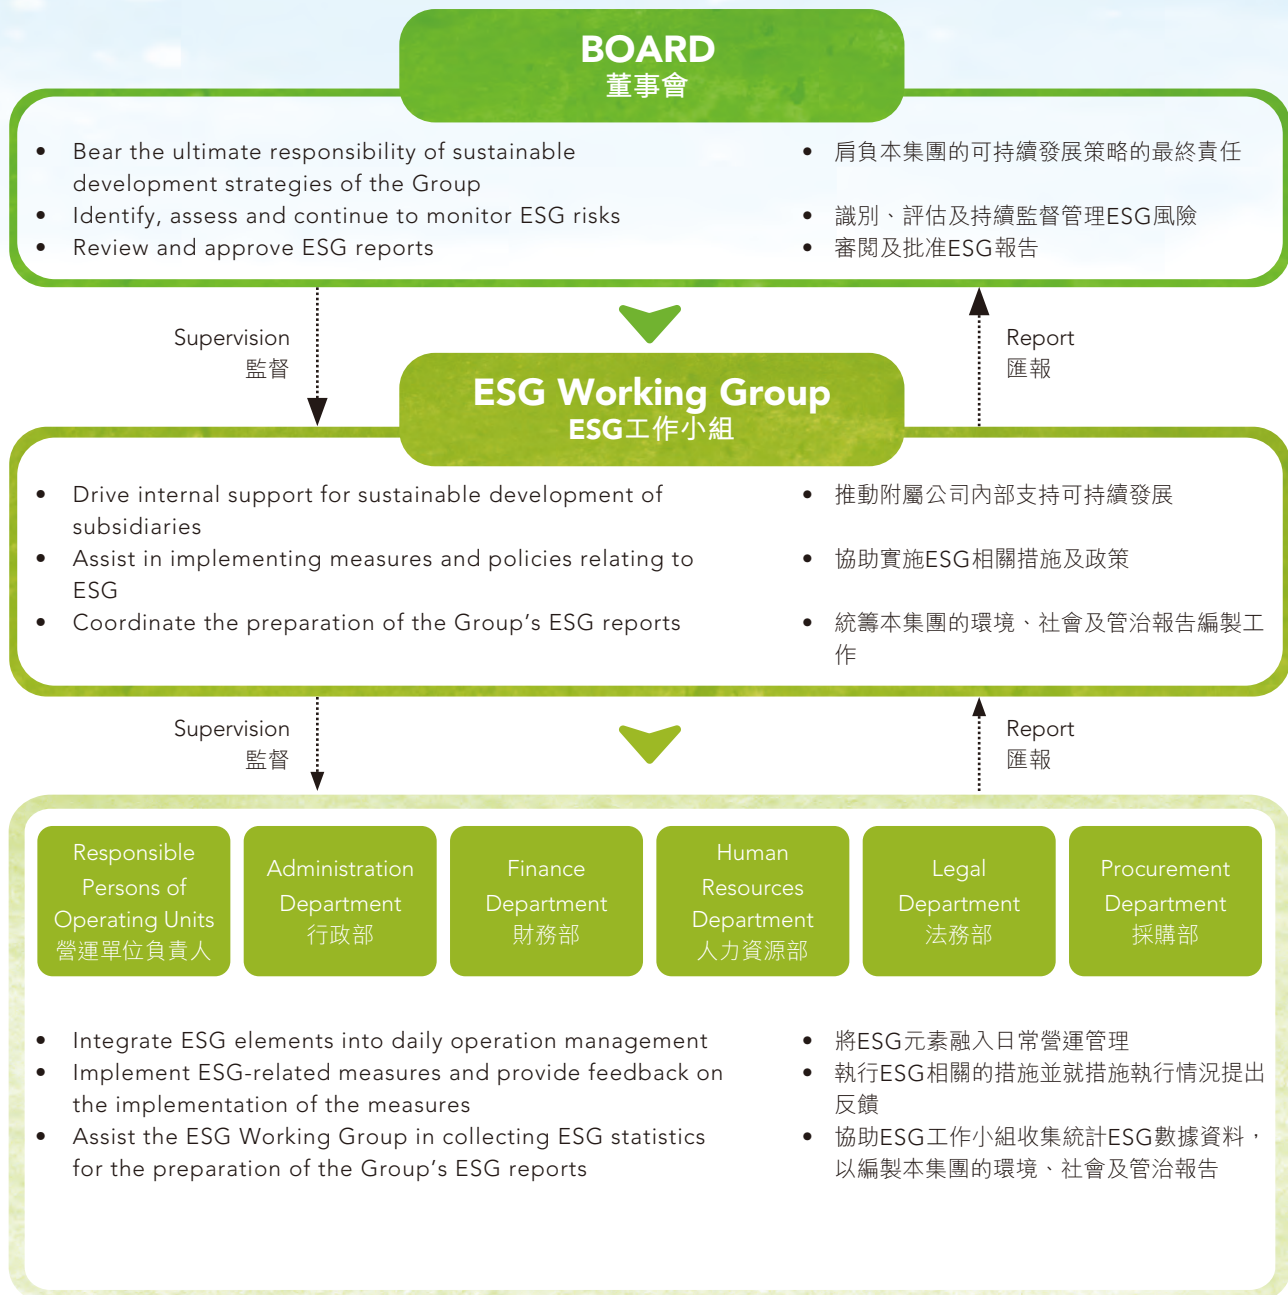 BOARD
董事會
• Bear the ultimate responsibility of sustainable
development strategies of the Group
• Identify, assess and continue to monitor ESG risks
• Review and approve ESG reports
• 肩負本集團的可持續發展策略的最終責任
• 識別、評估及持續監督管理ESG風險
• 審閱及批准ESG報告
Supervision
監督
Report
匯報
ESG Working Group
ESG工作小組
• Drive internal support for sustainable development of
subsidiaries
• Assist in implementing measures and policies relating to
ESG
• Coordinate the preparation of the Group’s ESG reports
• 推動附屬公司內部支持可持續發展
• 協助實施ESG相關措施及政策
• 統籌本集團的環境、社會及管治報告編製工
作
Supervision
監督
Report
匯報
Responsible
Persons of
Operating Units
營運單位負責人
Administration
Department
行政部
Finance
Department
財務部
Human
Resources
Department
人力資源部
Legal
Department
法務部
Procurement
Department
採購部
• Integrate ESG elements into daily operation management
• Implement ESG-related measures and provide feedback on
the implementation of the measures
• Assist the ESG Working Group in collecting ESG statistics
for the preparation of the Group’s ESG reports
• 將ESG元素融入日常營運管理
• 執行ESG相關的措施並就措施執行情況提出
反饋
• 協助ESG工作小組收集統計ESG數據資料，
以編製本集團的環境、社會及管治報告